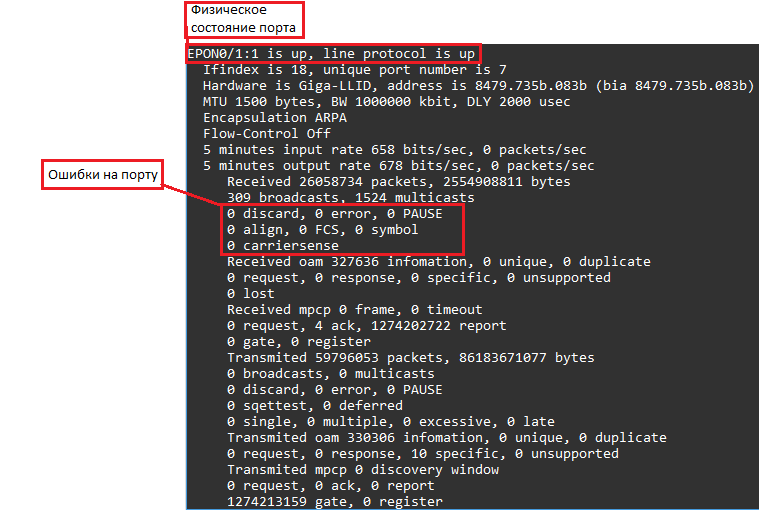 Физическое
состояние порта
EPON0/1:1 is up, line protocol is up
Ifindex is 18, unique port number is 7
Hardware is Giga-LLID, address is 8479.735b.083b (bia 8479.735b.083b)
MTU 1500 bytes, BW 1000000 kbit, DLY 2000 usec
Encapsulation ARPA
Flow-Control Off
5 minutes input rate 658 bits/sec, 0 packets/sec
5 minutes output rate 678 bits/sec, 0 packets/sec
Ошибки на порту
Received 26058734 packets, 2554908811 bytes
309 broadcasts, 1524 multicasts
0 discard, 0 error, 0 PAUSE
0 align, 0 FCS, 0 symbol
0 carriersense
Received oam 327636 infomation, 0 unique, 0 duplicate
0 request, 0 response, 0 specific, 0 unsupported
0 lost
Received mpcp 0 frame, 0 timeout
0 request, 4 ack, 1274202722 report
0 gate, 0 register
Transmited 59796053 packets, 86183671077 bytes
0 broadcasts, 0 multicasts
0 discard, 0 error, 0 PAUSE
0 sqettest, 0 deferred
0 single, 0 multiple, 0 excessive, 0 late
Transmited oam 330306 infomation, 0 unique, 0 duplicate
0 request, 0 response, 10 specific, 0 unsupported
Transmited mpcp 0 discovery window
0 request, 0 ack, 0 report
1274213159 gate, 0 register